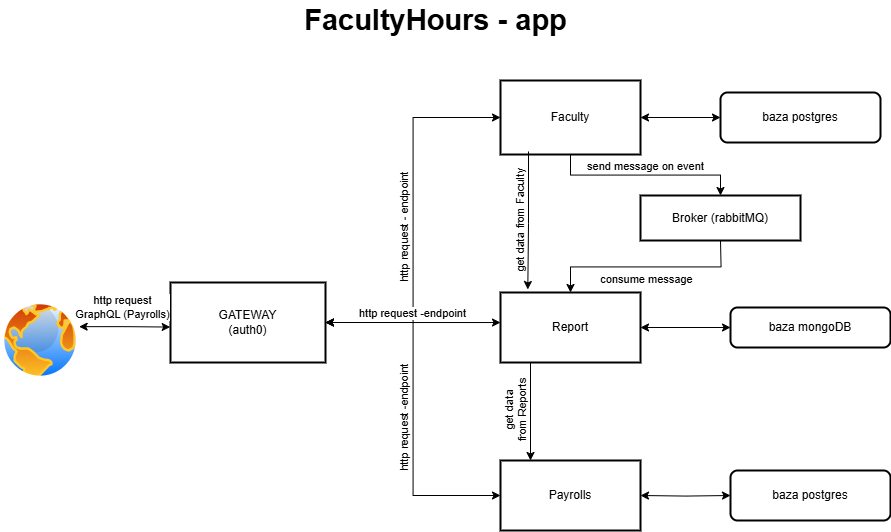 FacultyHours - app
Faculty
baza postgres
send message on event
http request - endpoint
get data from Faculty
Broker (rabbitMQ)
consume message
http request
GraphQL (Payrolls)
GATEWAY
(auth0)
http request -endpoint
Report
baza mongoDB
http request -endpoint
get data
from Reports
Payrolls
baza postgres